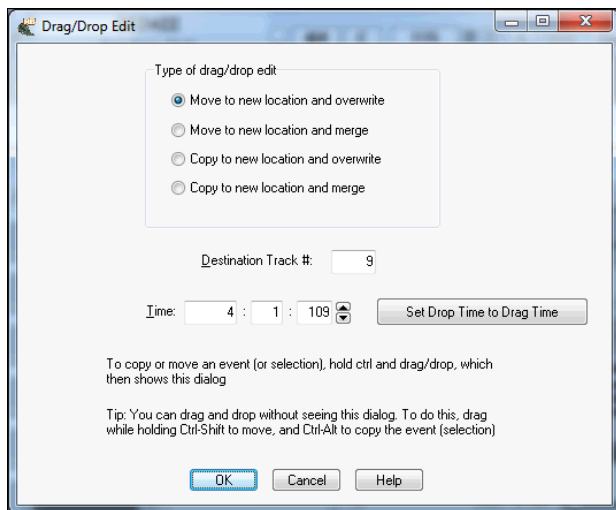 Drag/Drop Edit
Type of drag/drop edit
Move to new location and overwrite
Move to new location and merge
Copy to new location and overwrite
Copy to new location and merge
Destination Track #: 9
Time: 4 : 1 : 109 Set Drop Time to Drag Time
To copy or move an event (or selection), hold ctrl and drag/drop, which
then shows this dialog
Tip: You can drag and drop without seeing this dialog. To do this, drag
while holding Ctrl-Shift to move, and Ctrl-Alt to copy the event (selection)
OK Cancel Help